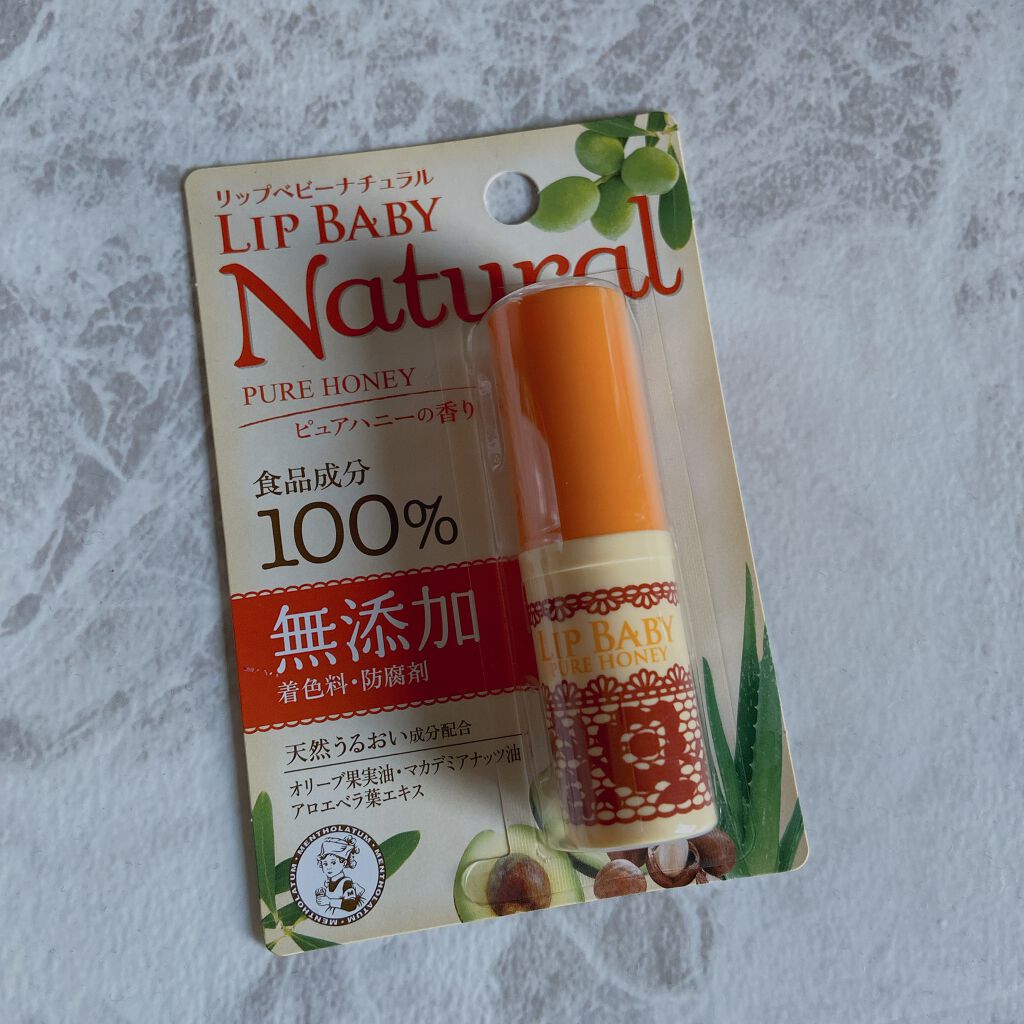 リップベビーナチュラル
LIP BABY
Natural
PURE HONEY
ピュアハニーの香り
食品成分
100%
無添加
着色料・防腐剤
天然うるおい成分配合
オリーブ果実油・マカデミアナッツ油
アロエベラ葉エキス
MENTHOLATUM・MENTHOLATUM・MENTHOLATUM・
LIP BABY
PURE HONEY